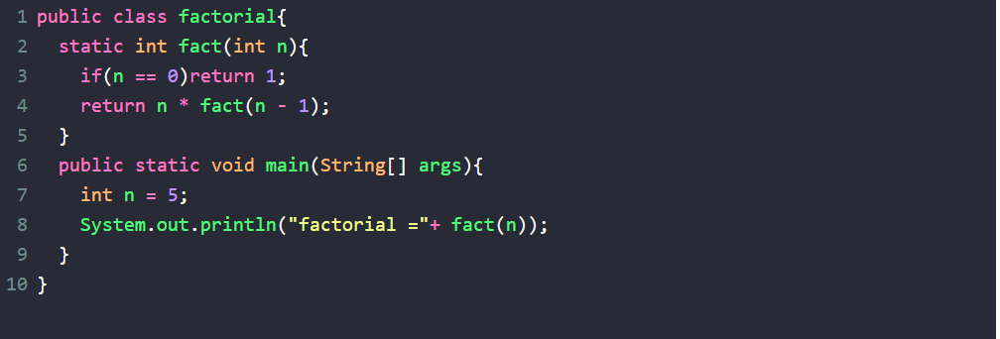 1 public class factorial{
2   static int fact(int n){
3     if(n == 0)return 1;
4     return n * fact(n - 1);
5   }
6   public static void main(String[] args){
7     int n = 5;
8     System.out.println("factorial ="+ fact(n));
9   }
10 }